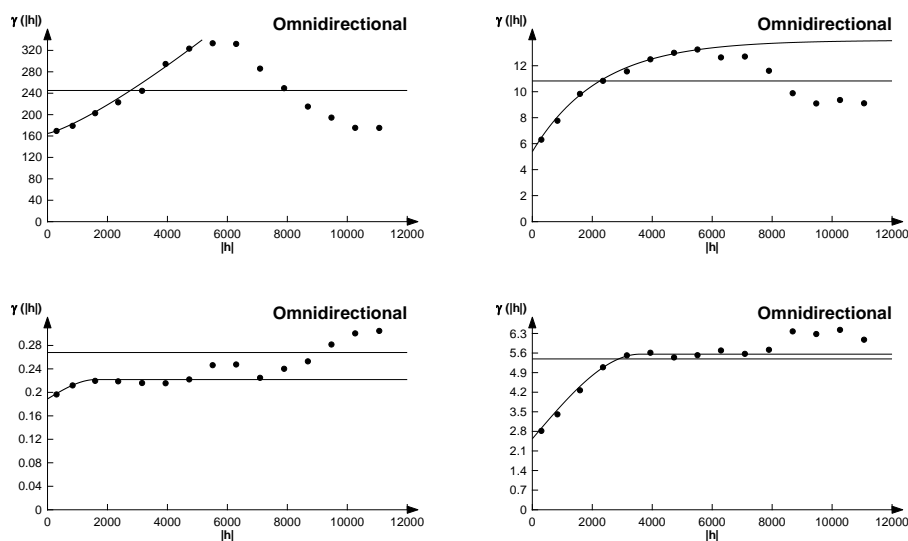 γ (|h|)
Omnidirectional
320
280
240
200
160
120
80
40
0
0 2000 4000 6000 8000 10000 12000
|h|
γ (|h|)
Omnidirectional
12
10
8
6
4
2
0
0 2000 4000 6000 8000 10000 12000
|h|
γ (|h|)
Omnidirectional
0.28
0.24
0.2
0.16
0.12
0.08
0.04
0
0 2000 4000 6000 8000 10000 12000
|h|
γ (|h|)
Omnidirectional
6.3
5.6
4.9
4.2
3.5
2.8
2.1
1.4
0.7
0
0 2000 4000 6000 8000 10000 12000
|h|